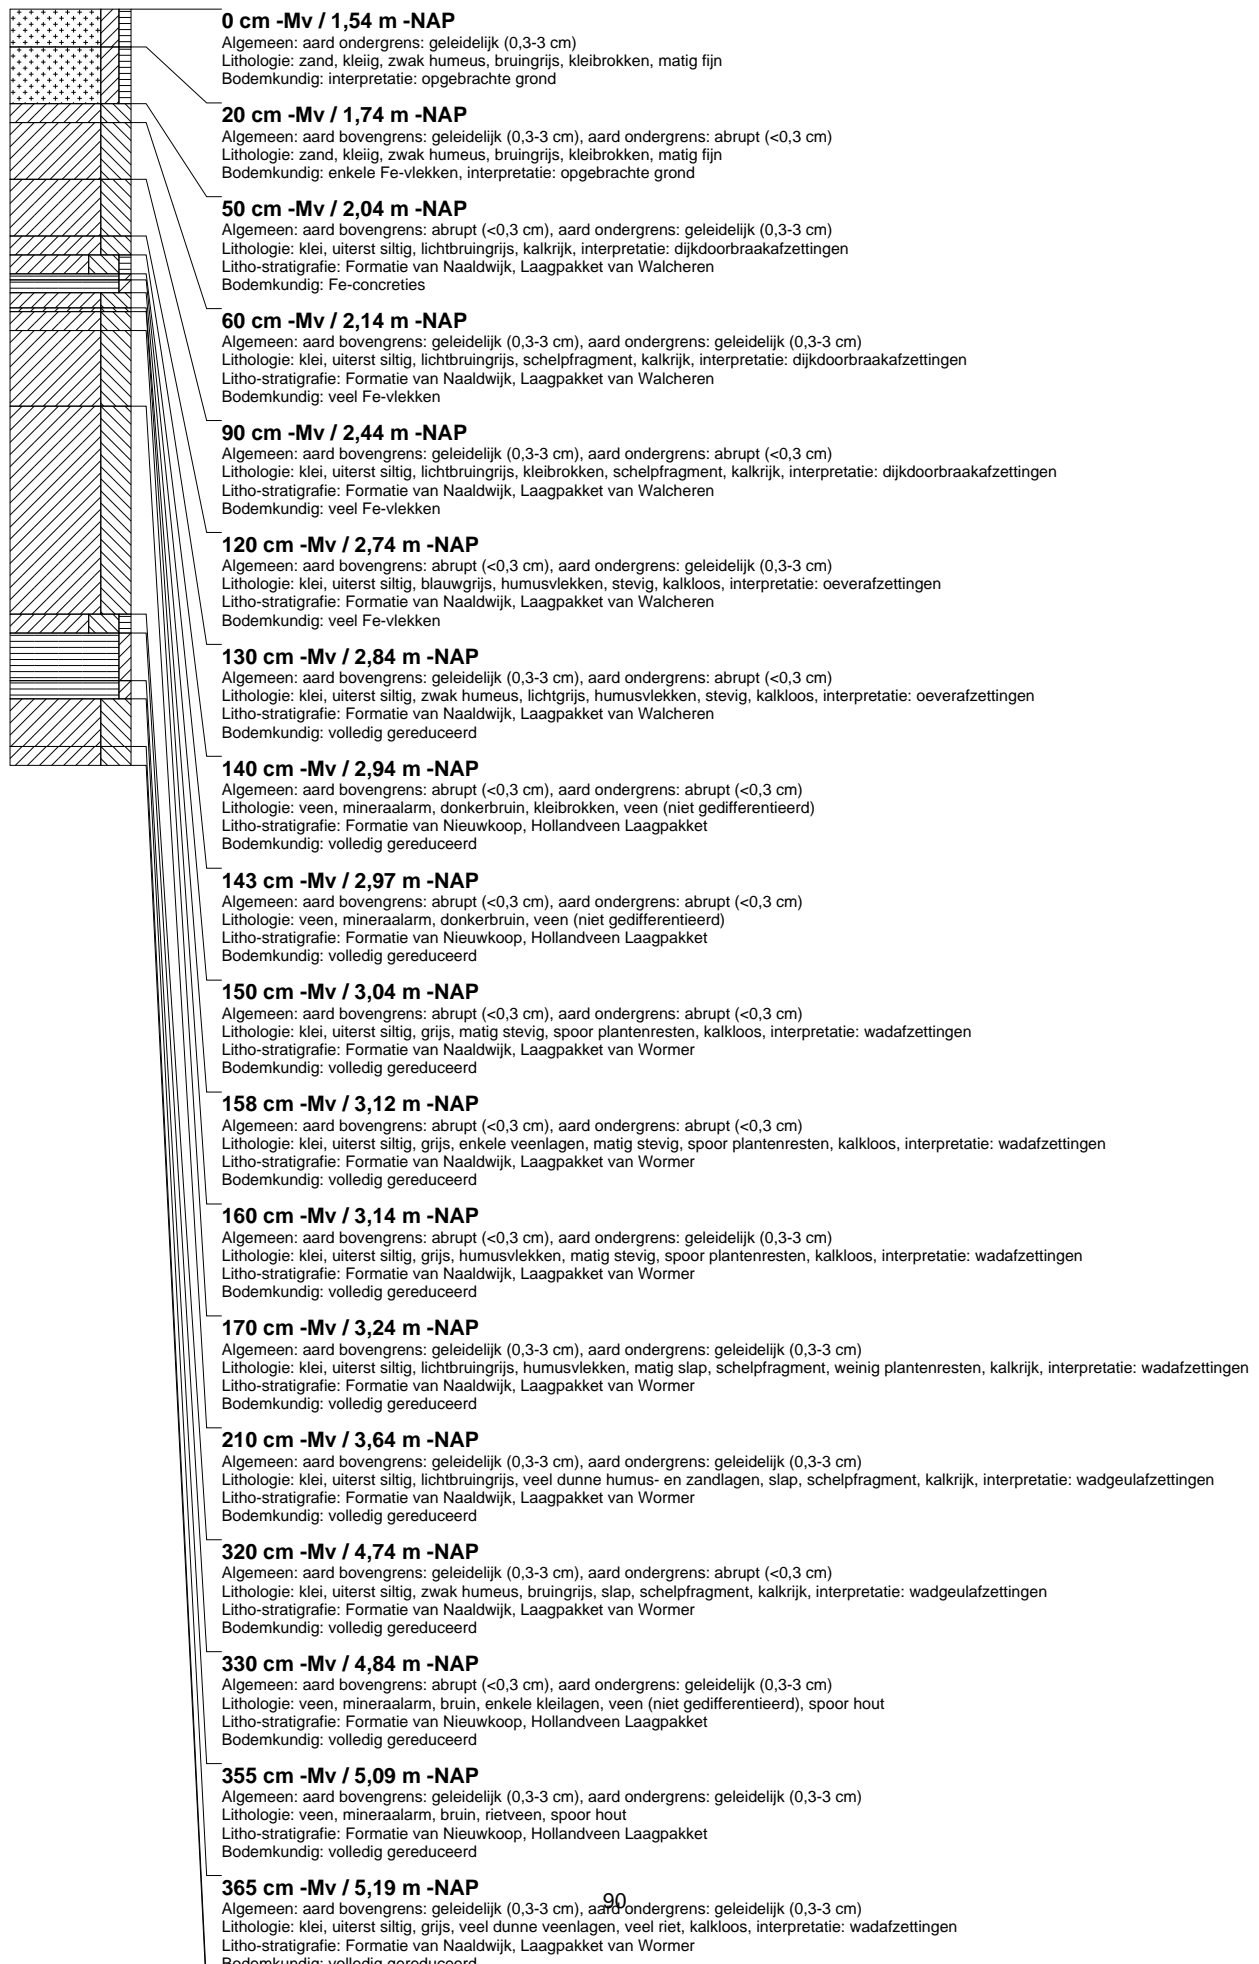 0 cm -Mv / 1,54 m -NAP
Algemeen: aard ondergrens: geleidelijk (0,3-3 cm)
Lithologie: zand, kleiig, zwak humeus, bruingrijs, kleibrokken, matig fijn
Bodemkundig: interpretatie: opgebrachte grond
20 cm -Mv / 1,74 m -NAP
Algemeen: aard bovengrens: geleidelijk (0,3-3 cm), aard ondergrens: abrupt (<0,3 cm)
Lithologie: zand, kleiig, zwak humeus, bruingrijs, kleibrokken, matig fijn
Bodemkundig: enkele Fe-vlekken, interpretatie: opgebrachte grond
50 cm -Mv / 2,04 m -NAP
Algemeen: aard bovengrens: abrupt (<0,3 cm), aard ondergrens: geleidelijk (0,3-3 cm)
Lithologie: klei, uiterst siltig, lichtbruingrijs, kalkrijk, interpretatie: dijkdoorbraakafzettingen
Litho-stratigrafie: Formatie van Naaldwijk, Laagpakket van Walcheren
Bodemkundig: Fe-concreties
60 cm -Mv / 2,14 m -NAP
Algemeen: aard bovengrens: geleidelijk (0,3-3 cm), aard ondergrens: geleidelijk (0,3-3 cm)
Lithologie: klei, uiterst siltig, lichtbruingrijs, schelpfragment, kalkrijk, interpretatie: dijkdoorbraakafzettingen
Litho-stratigrafie: Formatie van Naaldwijk, Laagpakket van Walcheren
Bodemkundig: veel Fe-vlekken
90 cm -Mv / 2,44 m -NAP
Algemeen: aard bovengrens: geleidelijk (0,3-3 cm), aard ondergrens: abrupt (<0,3 cm)
Lithologie: klei, uiterst siltig, lichtbruingrijs, kleibrokken, schelpfragment, kalkrijk, interpretatie: dijkdoorbraakafzettingen
Litho-stratigrafie: Formatie van Naaldwijk, Laagpakket van Walcheren
Bodemkundig: veel Fe-vlekken
120 cm -Mv / 2,74 m -NAP
Algemeen: aard bovengrens: abrupt (<0,3 cm), aard ondergrens: geleidelijk (0,3-3 cm)
Lithologie: klei, uiterst siltig, blauwgrijs, humusvlekken, stevig, kalkloos, interpretatie: oeverafzettingen
Litho-stratigrafie: Formatie van Naaldwijk, Laagpakket van Walcheren
Bodemkundig: veel Fe-vlekken
130 cm -Mv / 2,84 m -NAP
Algemeen: aard bovengrens: geleidelijk (0,3-3 cm), aard ondergrens: abrupt (<0,3 cm)
Lithologie: klei, uiterst siltig, zwak humeus, lichtgrijs, humusvlekken, stevig, kalkloos, interpretatie: oeverafzettingen
Litho-stratigrafie: Formatie van Naaldwijk, Laagpakket van Walcheren
Bodemkundig: volledig gereduceerd
140 cm -Mv / 2,94 m -NAP
Algemeen: aard bovengrens: abrupt (<0,3 cm), aard ondergrens: abrupt (<0,3 cm)
Lithologie: veen, mineraalarm, donkerbruin, kleibrokken, veen (niet gedifferentieerd)
Litho-stratigrafie: Formatie van Nieuwkoop, Hollandveen Laagpakket
Bodemkundig: volledig gereduceerd
143 cm -Mv / 2,97 m -NAP
Algemeen: aard bovengrens: abrupt (<0,3 cm), aard ondergrens: abrupt (<0,3 cm)
Lithologie: veen, mineraalarm, donkerbruin, veen (niet gedifferentieerd)
Litho-stratigrafie: Formatie van Nieuwkoop, Hollandveen Laagpakket
Bodemkundig: volledig gereduceerd
150 cm -Mv / 3,04 m -NAP
Algemeen: aard bovengrens: abrupt (<0,3 cm), aard ondergrens: abrupt (<0,3 cm)
Lithologie: klei, uiterst siltig, grijs, matig stevig, spoor plantenresten, kalkloos, interpretatie: wadafzettingen
Litho-stratigrafie: Formatie van Naaldwijk, Laagpakket van Wormer
Bodemkundig: volledig gereduceerd
158 cm -Mv / 3,12 m -NAP
Algemeen: aard bovengrens: abrupt (<0,3 cm), aard ondergrens: abrupt (<0,3 cm)
Lithologie: klei, uiterst siltig, grijs, enkele veenlagen, matig stevig, spoor plantenresten, kalkloos, interpretatie: wadafzettingen
Litho-stratigrafie: Formatie van Naaldwijk, Laagpakket van Wormer
Bodemkundig: volledig gereduceerd
160 cm -Mv / 3,14 m -NAP
Algemeen: aard bovengrens: abrupt (<0,3 cm), aard ondergrens: geleidelijk (0,3-3 cm)
Lithologie: klei, uiterst siltig, grijs, humusvlekken, matig stevig, spoor plantenresten, kalkloos, interpretatie: wadafzettingen
Litho-stratigrafie: Formatie van Naaldwijk, Laagpakket van Wormer
Bodemkundig: volledig gereduceerd
170 cm -Mv / 3,24 m -NAP
Algemeen: aard bovengrens: geleidelijk (0,3-3 cm), aard ondergrens: geleidelijk (0,3-3 cm)
Lithologie: klei, uiterst siltig, lichtbruingrijs, humusvlekken, matig slap, schelpfragment, weinig plantenresten, kalkrijk, interpretatie: wadafzettingen
Litho-stratigrafie: Formatie van Naaldwijk, Laagpakket van Wormer
Bodemkundig: volledig gereduceerd
210 cm -Mv / 3,64 m -NAP
Algemeen: aard bovengrens: geleidelijk (0,3-3 cm), aard ondergrens: geleidelijk (0,3-3 cm)
Lithologie: klei, uiterst siltig, lichtbruingrijs, veel dunne humus- en zandlagen, slap, schelpfragment, kalkrijk, interpretatie: wadgeulafzettingen
Litho-stratigrafie: Formatie van Naaldwijk, Laagpakket van Wormer
Bodemkundig: volledig gereduceerd
320 cm -Mv / 4,74 m -NAP
Algemeen: aard bovengrens: geleidelijk (0,3-3 cm), aard ondergrens: abrupt (<0,3 cm)
Lithologie: klei, uiterst siltig, zwak humeus, bruingrijs, slap, schelpfragment, kalkrijk, interpretatie: wadgeulafzettingen
Litho-stratigrafie: Formatie van Naaldwijk, Laagpakket van Wormer
Bodemkundig: volledig gereduceerd
330 cm -Mv / 4,84 m -NAP
Algemeen: aard bovengrens: abrupt (<0,3 cm), aard ondergrens: geleidelijk (0,3-3 cm)
Lithologie: veen, mineraalarm, bruin, enkele kleilagen, veen (niet gedifferentieerd), spoor hout
Litho-stratigrafie: Formatie van Nieuwkoop, Hollandveen Laagpakket
Bodemkundig: volledig gereduceerd
355 cm -Mv / 5,09 m -NAP
Algemeen: aard bovengrens: geleidelijk (0,3-3 cm), aard ondergrens: geleidelijk (0,3-3 cm)
Lithologie: veen, mineraalarm, bruin, rietveen, spoor hout
Litho-stratigrafie: Formatie van Nieuwkoop, Hollandveen Laagpakket
Bodemkundig: volledig gereduceerd
365 cm -Mv / 5,19 m -NAP
90
Algemeen: aard bovengrens: geleidelijk (0,3-3 cm), aard ondergrens: geleidelijk (0,3-3 cm)
Lithologie: klei, uiterst siltig, grijs, veel dunne veenlagen, veel riet, kalkloos, interpretatie: wadafzettingen
Litho-stratigrafie: Formatie van Naaldwijk, Laagpakket van Wormer
Bodemkundig: volledig gereduceerd